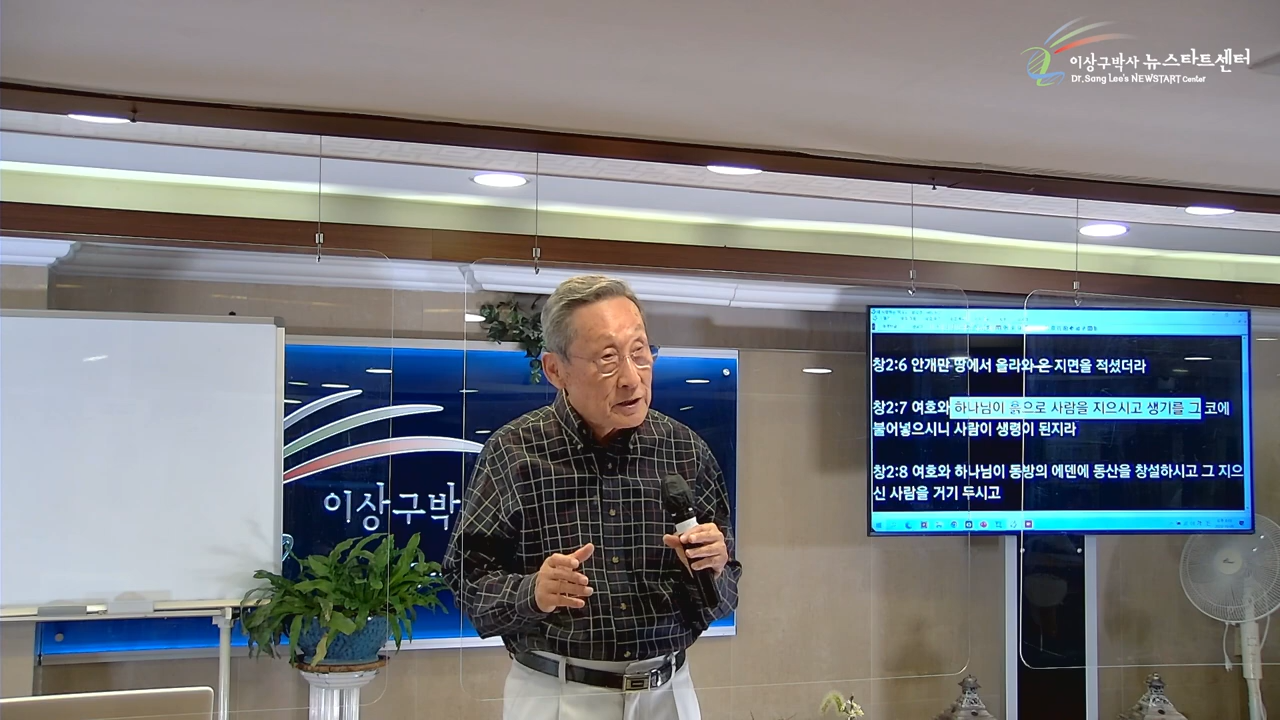 이상구박사 뉴스타트센터
Dr. Sang Lee's NEWSTART Center
창2:6 안개만 땅에서 올라와 온 지면을 적셨더라
창2:7 여호와 하나님이 흙으로 사람을 지으시고 생기를 그 코에
불어넣으시니 사람이 생령이 된지라
창2:8 여호와 하나님이 동방의 에덴에 동산을 창설하시고 그 지으
신 사람을 거기 두시고
이상구박